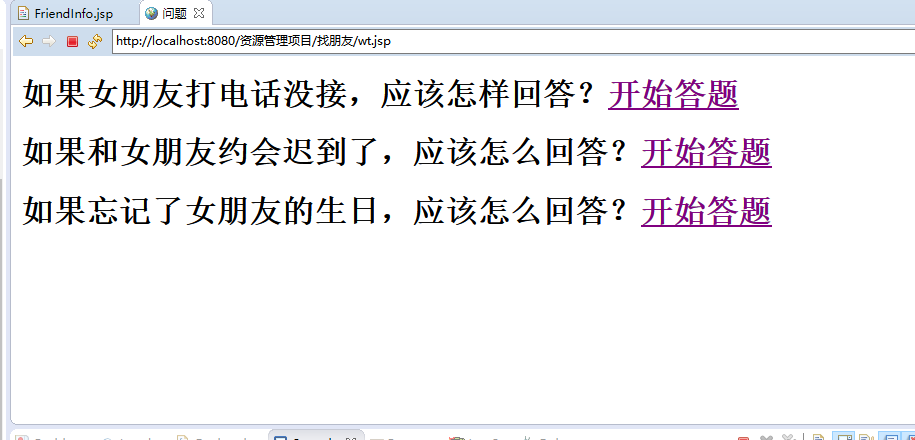 FriendInfo.jsp 问题
http://localhost:8080/资源管理项目/找朋友/wt.jsp
如果女朋友打电话没接，应该怎样回答？开始答题
如果和女朋友约会迟到了，应该怎么回答？开始答题
如果忘记了女朋友的生日，应该怎么回答？开始答题